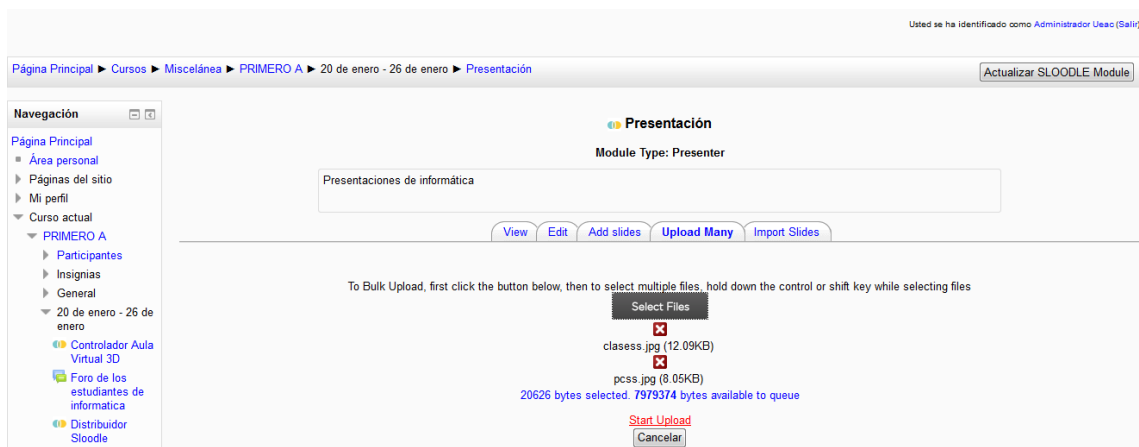 Usted se ha identificado como Administrador Ueac (Salir)
Página Principal ► Cursos ► Miscelánea ► PRIMERO A ► 20 de enero - 26 de enero ► Presentación
Actualizar SLOODLE Module
Navegación
Página Principal
Área personal
Páginas del sitio
Mi perfil
Curso actual
PRIMERO A
Participantes
Insignias
General
20 de enero - 26 de
enero
Controlador Aula
Virtual 3D
Foro de los
estudiantes de
informatica
Distribuidor
Sloodle
Presentación
Module Type: Presenter
Presentaciones de informática
View Edit Add slides Upload Many Import Slides
To Bulk Upload, first click the button below, then to select multiple files, hold down the control or shift key while selecting files
Select Files
clasess.jpg (12.09KB)
pcss.jpg (8.05KB)
20626 bytes selected. 7979374 bytes available to queue
Start Upload
Cancelar